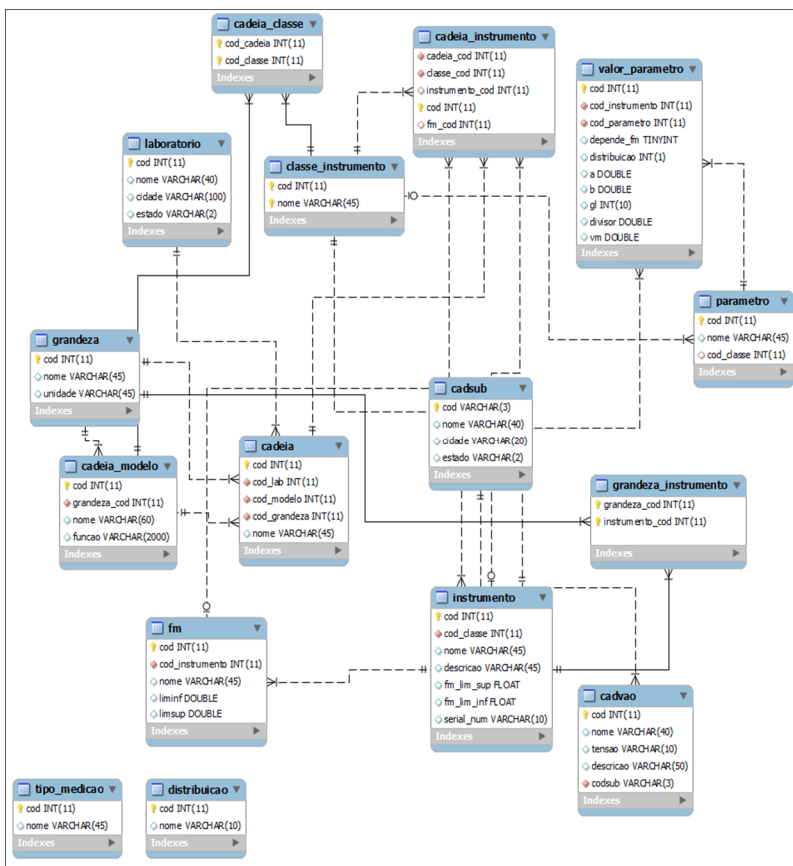 cadeia_classe
cod_cadeia INT(11)
cod_classe INT(11)
Indexes
cadeia_instrumento
cadeia_cod INT(11)
classe_cod INT(11)
instrumento_cod INT(11)
cod INT(11)
fm_cod INT(11)
Indexes
valor_parametro
cod INT(11)
cod_instrumento INT(11)
cod_parametro INT(11)
depende_fm TINYINT
distribuicao INT(1)
a DOUBLE
b DOUBLE
gl INT(10)
divisor DOUBLE
vm DOUBLE
Indexes
laboratorio
cod INT(11)
nome VARCHAR(40)
cidade VARCHAR(100)
estado VARCHAR(2)
Indexes
classe_instrumento
cod INT(11)
nome VARCHAR(45)
Indexes
parametro
cod INT(11)
nome VARCHAR(45)
cod_classe INT(11)
Indexes
grandeza
cod INT(11)
nome VARCHAR(45)
unidade VARCHAR(45)
Indexes
cadsub
cod VARCHAR(3)
nome VARCHAR(40)
cidade VARCHAR(20)
estado VARCHAR(2)
Indexes
cadeia_modelo
cod INT(11)
grandeza_cod INT(11)
nome VARCHAR(60)
funcao VARCHAR(2000)
Indexes
cadeia
cod INT(11)
cod_lab INT(11)
cod_modelo INT(11)
cod_grandeza INT(11)
nome VARCHAR(45)
Indexes
grandeza_instrumento
grandeza_cod INT(11)
instrumento_cod INT(11)
Indexes
fm
cod INT(11)
cod_instrumento INT(11)
nome VARCHAR(45)
liminf DOUBLE
limsup DOUBLE
Indexes
instrumento
cod INT(11)
cod_classe INT(11)
nome VARCHAR(45)
descricao VARCHAR(45)
fm_lim_sup FLOAT
fm_lim_inf FLOAT
serial_num VARCHAR(10)
Indexes
cadvao
cod INT(11)
nome VARCHAR(40)
tensao VARCHAR(10)
descricao VARCHAR(50)
codsub VARCHAR(3)
Indexes
tipo_medicao
cod INT(11)
nome VARCHAR(45)
Indexes
distribuicao
cod INT(11)
nome VARCHAR(10)
Indexes